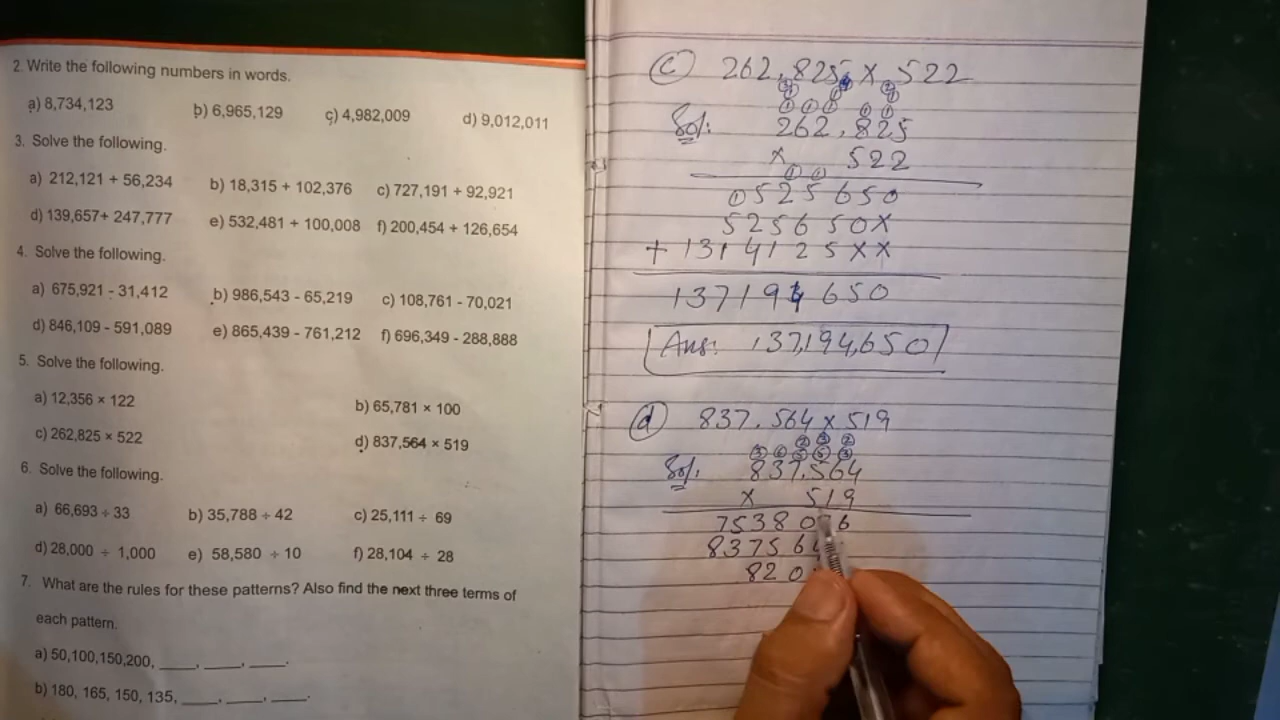 2. Write the following numbers in words.
a) 8,734,123 b) 6,965,129 c) 4,982,009 d) 9,012,011
3. Solve the following.
a) 212,121 + 56,234 b) 18,315 + 102,376 c) 727,191 + 92,921
d) 139,657+ 247,777 e) 532,481 + 100,008 f) 200,454 + 126,654
4. Solve the following.
a) 675,921 - 31,412 b) 986,543 - 65,219 c) 108,761 - 70,021
d) 846,109 - 591,089 e) 865,439 - 761,212 f) 696,349 - 288,888
5. Solve the following.
a) 12,356 × 122 b) 65,781 × 100
c) 262,825 × 522 d) 837,564 × 519
6. Solve the following.
a) 66,693 ÷ 33 b) 35,788 ÷ 42 c) 25,111 ÷ 69
d) 28,000 ÷ 1,000 e) 58,580 ÷ 10 f) 28,104 ÷ 28
7. What are the rules for these patterns? Also find the next three terms of
each pattern.
a) 50,100,150,200, ____, ____, ____.
b) 180, 165, 150, 135, ____, ____, ____.
c 262,825 × 522
Sol: 262,825
× 522
0525650
525650×
+ 1314125××
137194650
Ans: 137,194,650
d 837,564 × 519
Sol: 837,564
× 519